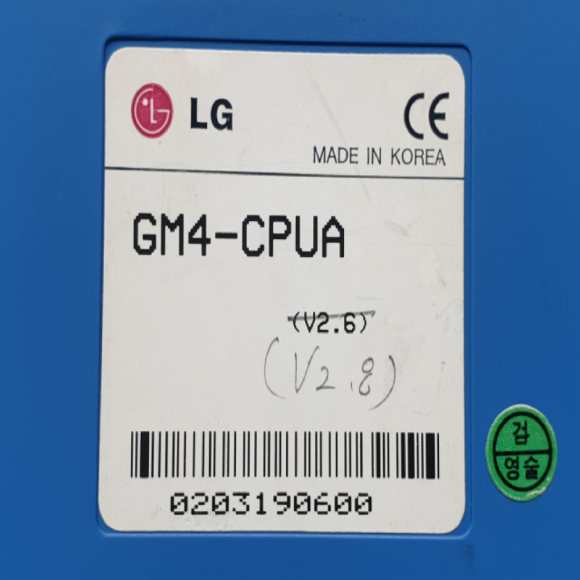 LG
CE
MADE IN KOREA
GM4-CPUA
(V2.6)
(V2.8)
0203190600
검
영술